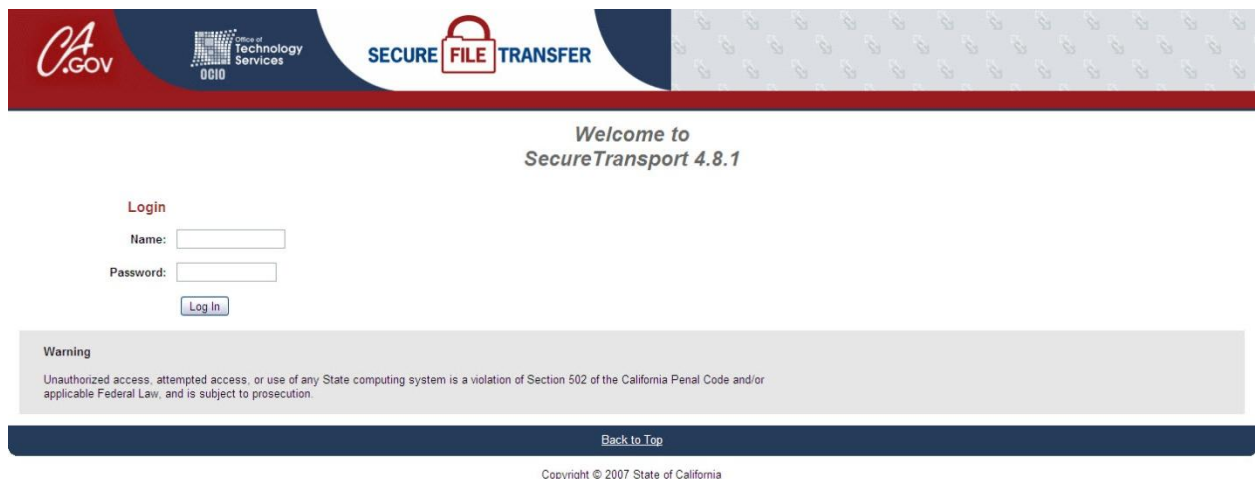 CA.GOV
Office of
Technology
Services
OCIO
SECURE FILE TRANSFER
Welcome to
SecureTransport 4.8.1
Login
Name:
Password:
Log In
Warning
Unauthorized access, attempted access, or use of any State computing system is a violation of Section 502 of the California Penal Code and/or
applicable Federal Law, and is subject to prosecution.
Back to Top
Copyright © 2007 State of California